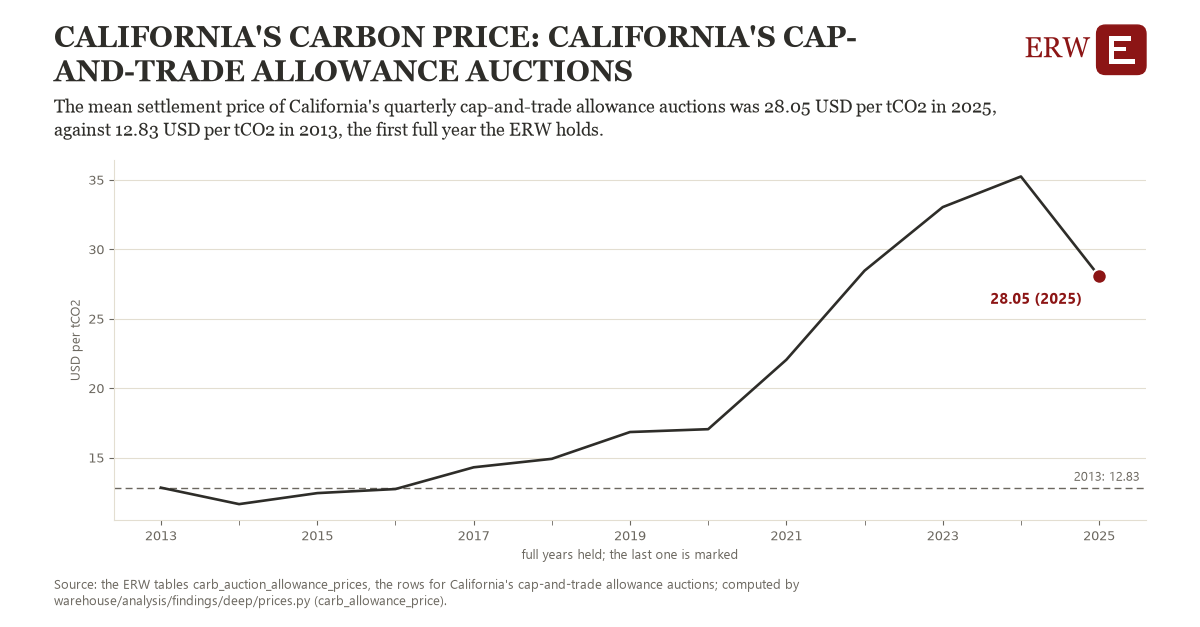 CALIFORNIA'S CARBON PRICE: CALIFORNIA'S CAP-
AND-TRADE ALLOWANCE AUCTIONS
ERW
E
The mean settlement price of California's quarterly cap-and-trade allowance auctions was 28.05 USD per tCO2 in 2025,
against 12.83 USD per tCO2 in 2013, the first full year the ERW holds.
USD per tCO2
35
30
25
20
15
28.05 (2025)
2013: 12.83
2013 2015 2017 2019 2021 2023 2025
full years held; the last one is marked
Source: the ERW tables carb_auction_allowance_prices, the rows for California's cap-and-trade allowance auctions; computed by
warehouse/analysis/findings/deep/prices.py (carb_allowance_price).